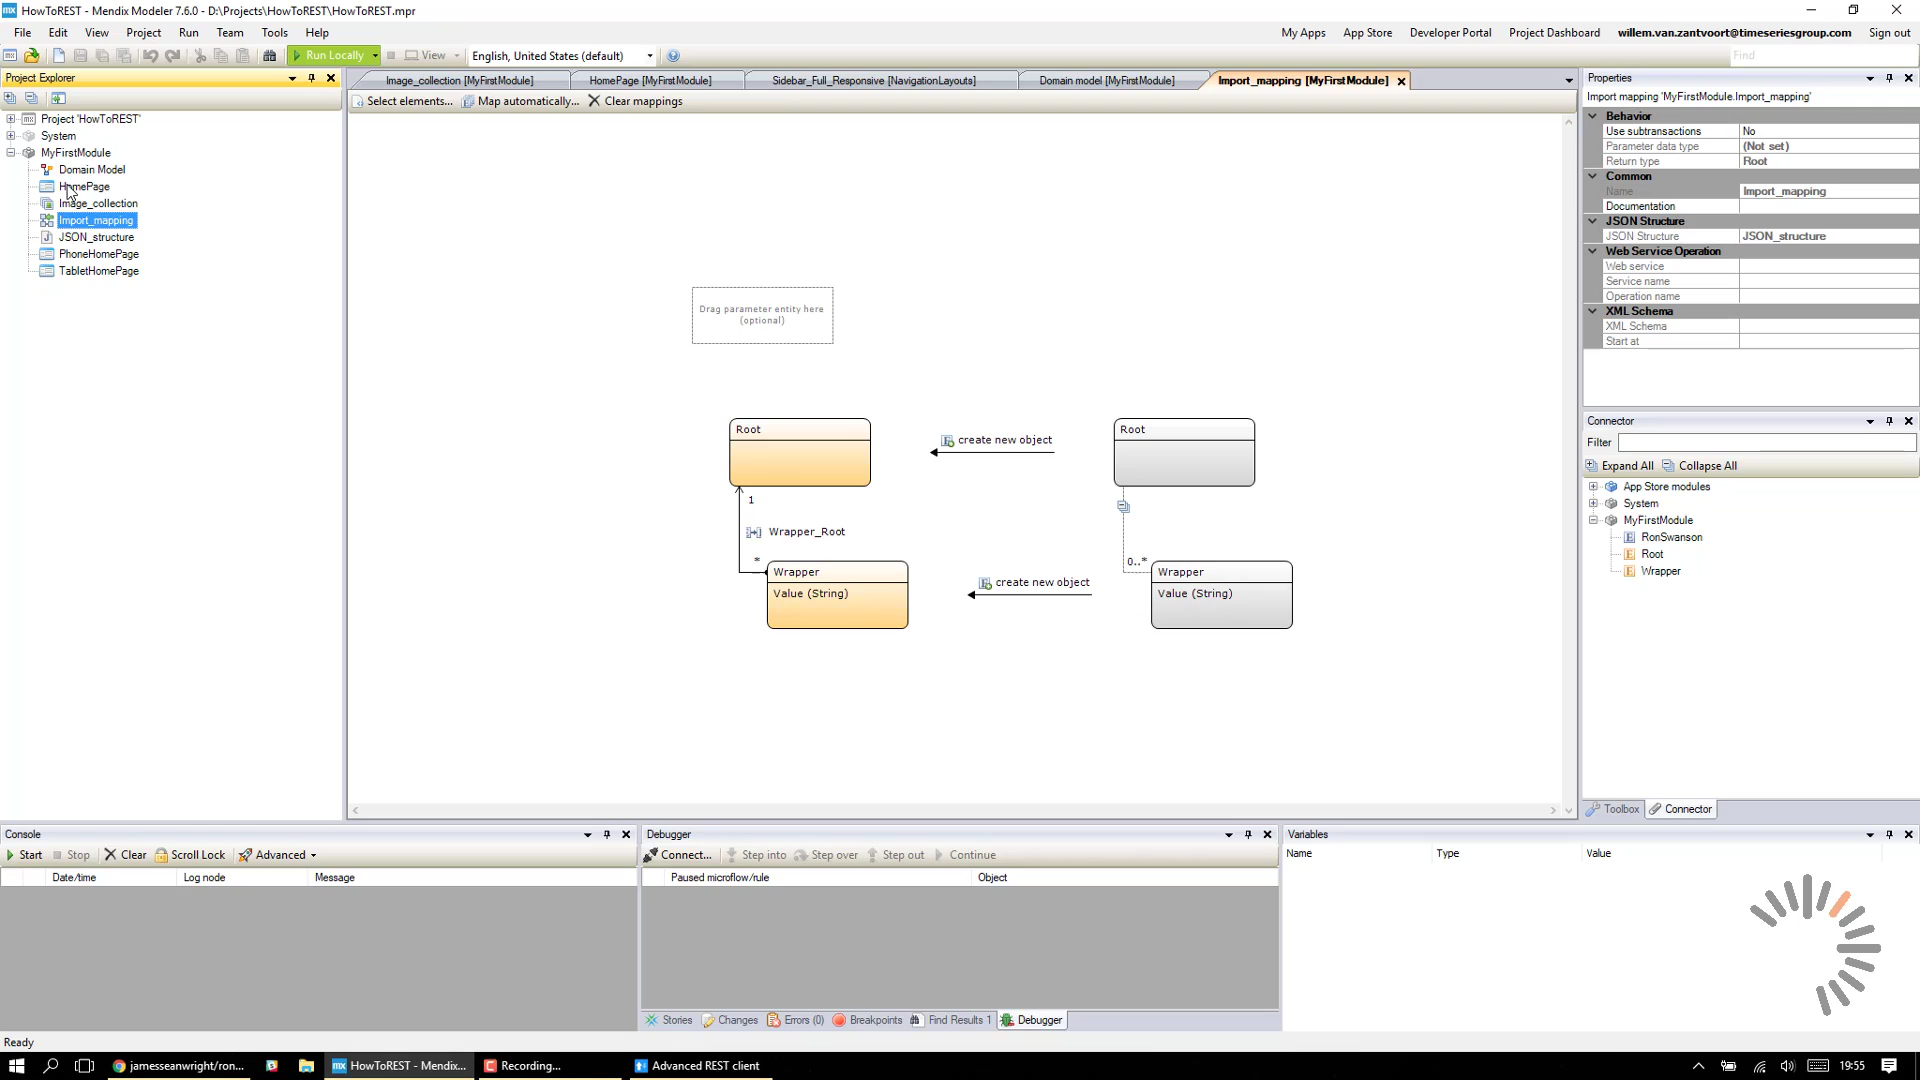 HowToREST - Mendix Modeler 7.6.0 - D:\Projects\HowToREST\HowToREST.mpr
File Edit View Project Run Team Tools Help
My Apps App Store Developer Portal Project Dashboard willem.van.zantvoort@timeseriesgroup.com Sign out
Run Locally View English, United States (default) Find
Project Explorer
Image_collection [MyFirstModule] HomePage [MyFirstModule] Sidebar_Full_Responsive [NavigationLayouts] Domain model [MyFirstModule] Import_mapping [MyFirstModule]
Properties
Select elements... Map automatically... Clear mappings
Import mapping 'MyFirstModule.Import_mapping'
Project 'HowToREST'
System
MyFirstModule
Domain Model
HomePage
Image_collection
Import_mapping
JSON_structure
PhoneHomePage
TabletHomePage
Behavior
Use subtransactions No
Parameter data type (Not set)
Return type Root
Common
Name Import_mapping
Documentation
JSON Structure
JSON Structure JSON_structure
Web Service Operation
Web service
Service name
Operation name
XML Schema
XML Schema
Start at
Drag parameter entity here
(optional)
Root
create new object
Root
1
Wrapper_Root
*
0..*
Wrapper
Value (String)
create new object
Wrapper
Value (String)
Connector
Filter
Expand All Collapse All
App Store modules
System
MyFirstModule
RonSwanson
Root
Wrapper
Toolbox Connector
Console
Start Stop Clear Scroll Lock Advanced
Date/time Log node Message
Debugger
Connect... Step into Step over Step out Continue
Paused microflow/rule Object
Variables
Name Type Value
Stories Changes Errors (0) Breakpoints Find Results 1 Debugger
Ready
jamesseanwright/ron... HowToREST - Mendix... Recording... Advanced REST client 19:55